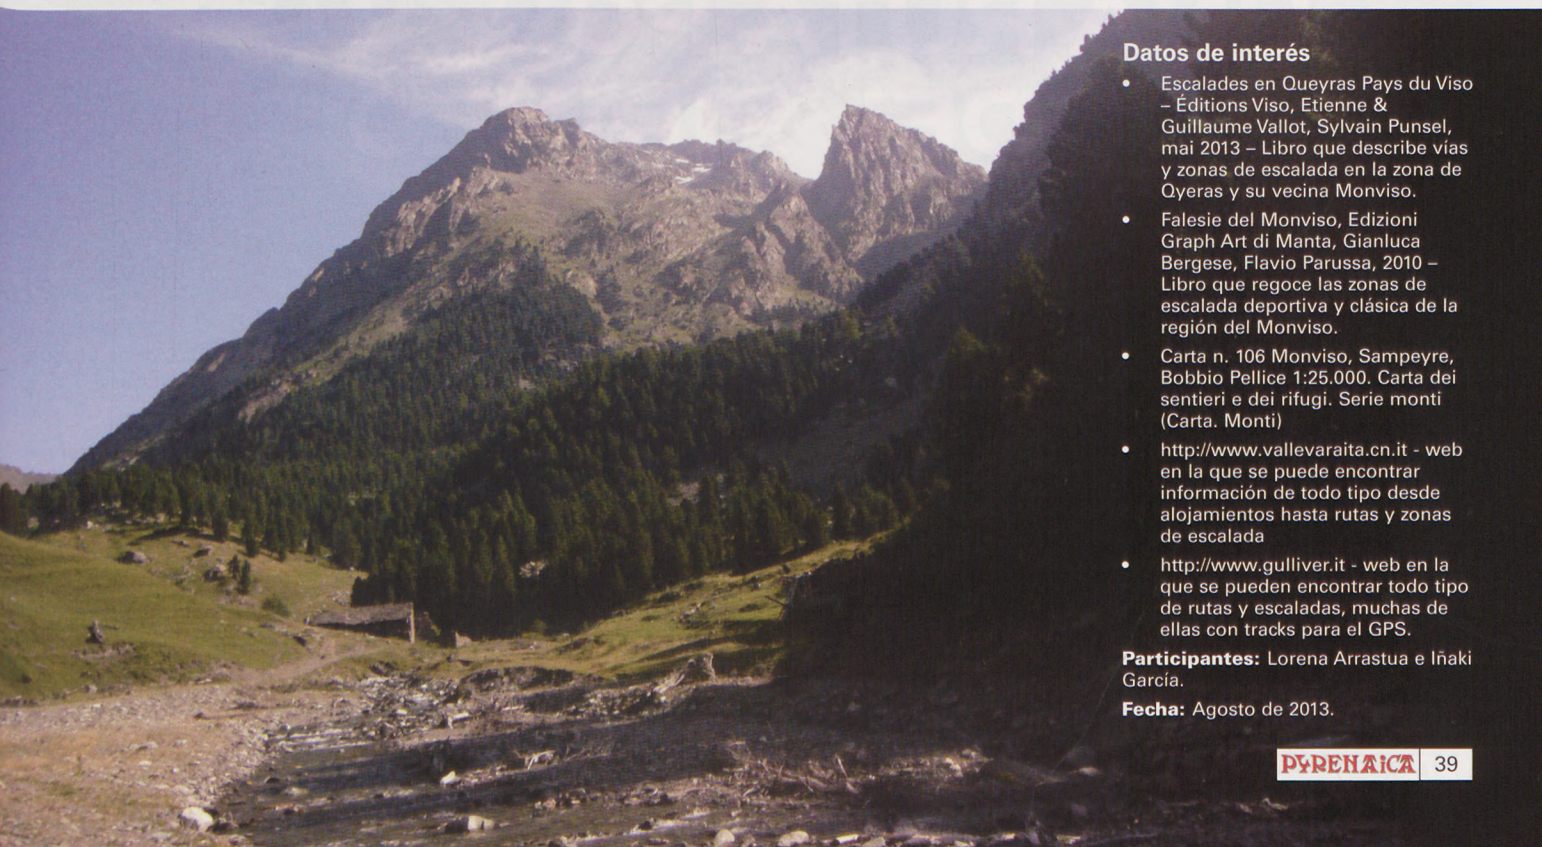 Datos de interés
• Escalades en Queyras Pays du Viso
– Éditions Viso, Etienne &
Guillaume Vallot, Sylvain Punsel,
mai 2013 – Libro que describe vías
y zonas de escalada en la zona de
Qyeras y su vecina Monviso.
• Falesie del Monviso, Edizioni
Graph Art di Manta, Gianluca
Bergese, Flavio Parussa, 2010 –
Libro que regoce las zonas de
escalada deportiva y clásica de la
región del Monviso.
• Carta n. 106 Monviso, Sampeyre,
Bobbio Pellice 1:25.000. Carta dei
sentieri e dei rifugi. Serie monti
(Carta. Monti)
• http://www.vallevaraita.cn.it - web
en la que se puede encontrar
información de todo tipo desde
alojamientos hasta rutas y zonas
de escalada
• http://www.gulliver.it - web en la
que se pueden encontrar todo tipo
de rutas y escaladas, muchas de
ellas con tracks para el GPS.
Participantes: Lorena Arrastua e Iñaki
García.
Fecha: Agosto de 2013.
PYRENAICA 39